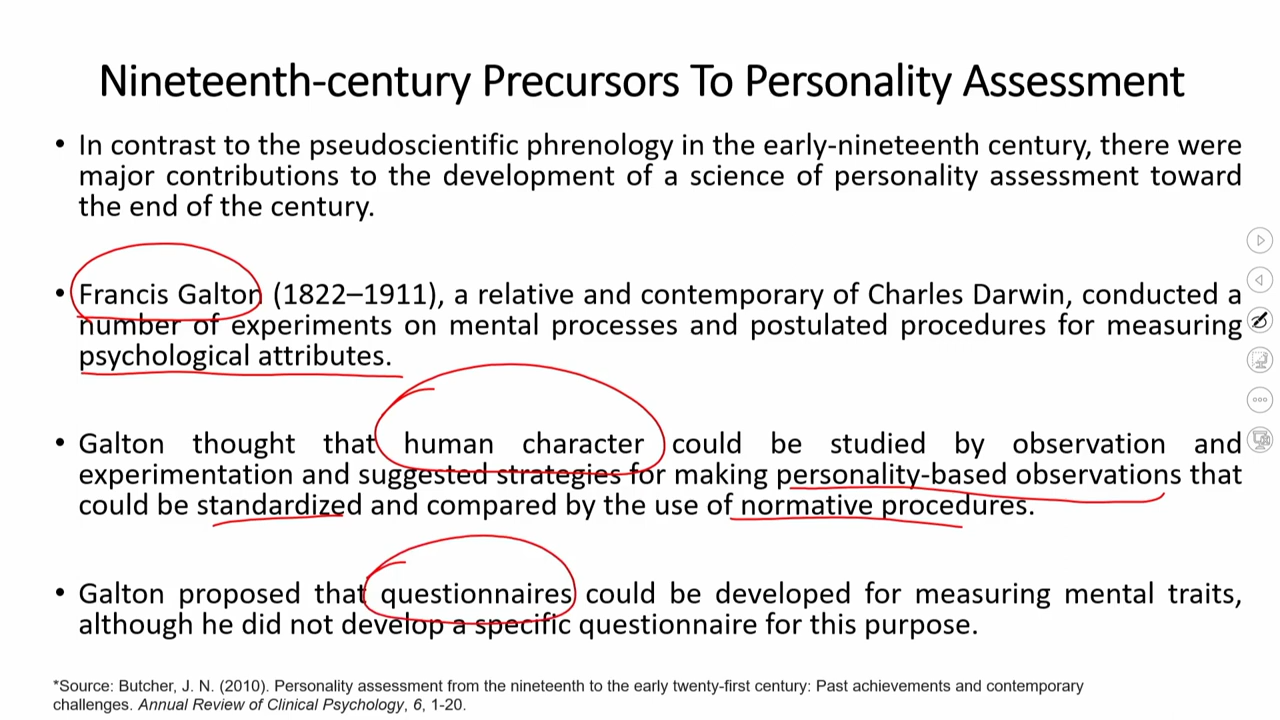 Nineteenth-century Precursors To Personality Assessment
• In contrast to the pseudoscientific phrenology in the early-nineteenth century, there were
major contributions to the development of a science of personality assessment toward
the end of the century.
• Francis Galton (1822–1911), a relative and contemporary of Charles Darwin, conducted a
number of experiments on mental processes and postulated procedures for measuring
psychological attributes.
• Galton thought that human character could be studied by observation and
experimentation and suggested strategies for making personality-based observations that
could be standardized and compared by the use of normative procedures.
• Galton proposed that questionnaires could be developed for measuring mental traits,
although he did not develop a specific questionnaire for this purpose.
*Source: Butcher, J. N. (2010). Personality assessment from the nineteenth to the early twenty-first century: Past achievements and contemporary
challenges. Annual Review of Clinical Psychology, 6, 1-20.